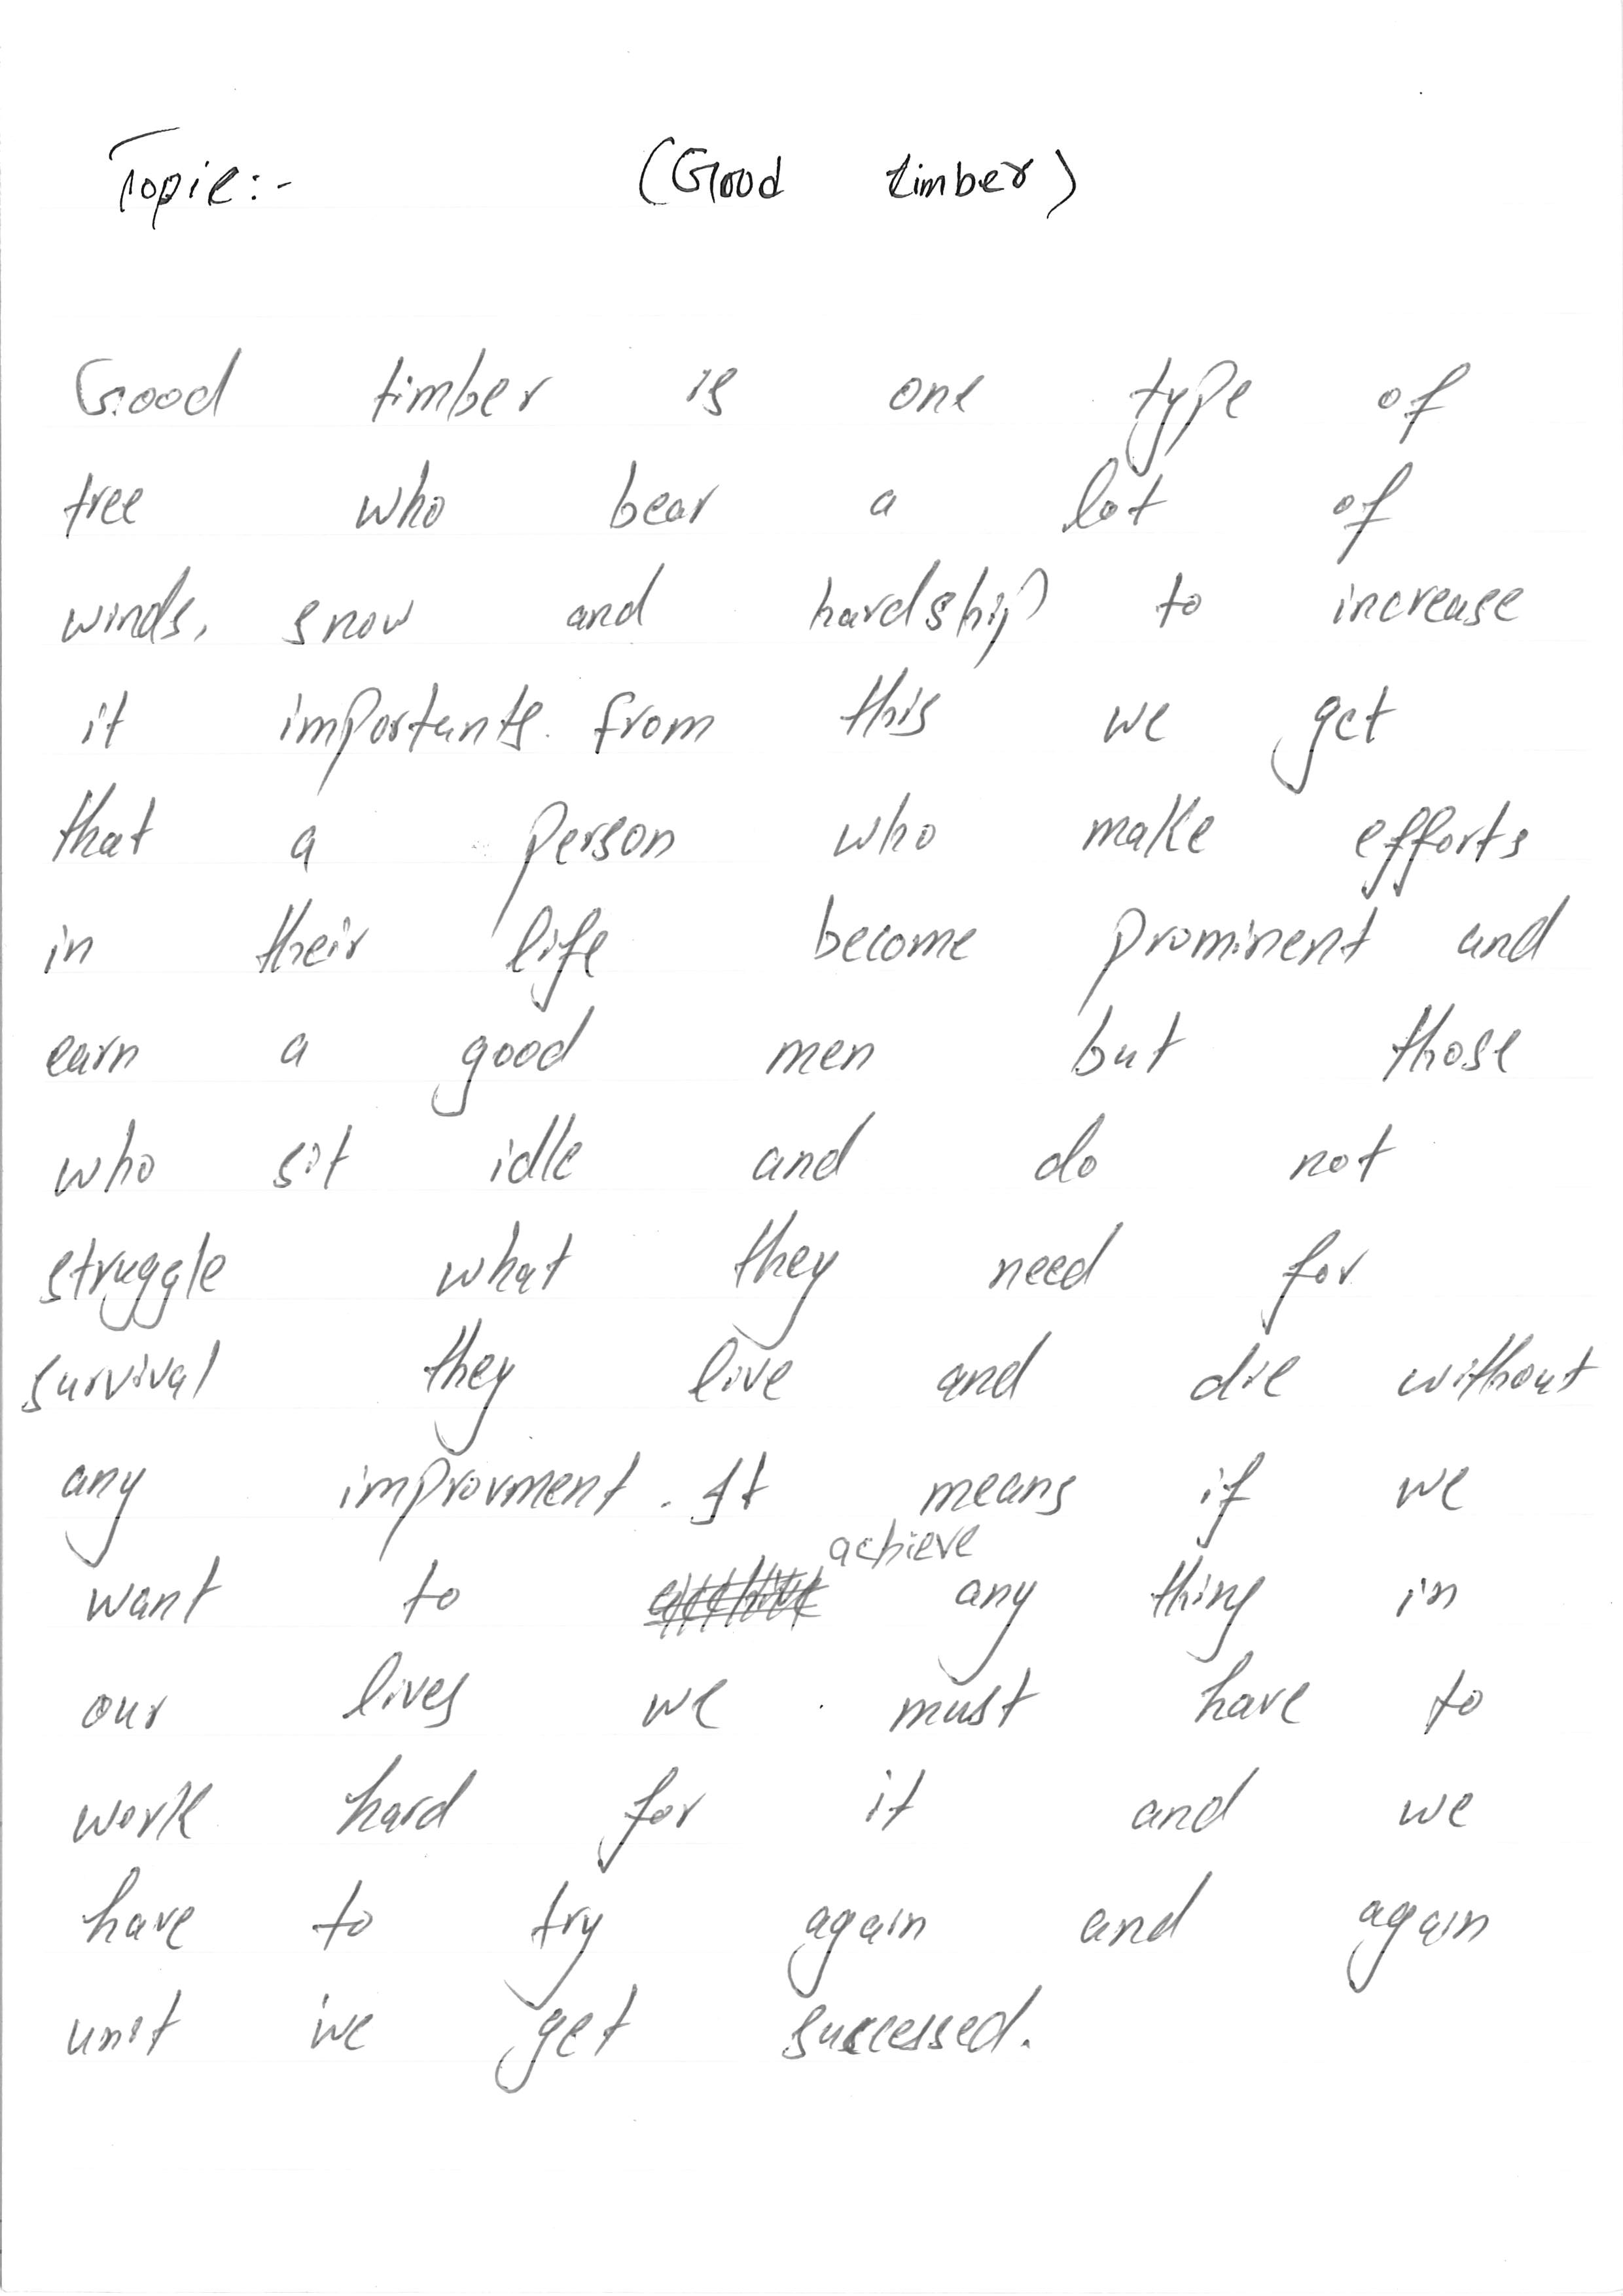 Topic:- (Good timber)
Good timber is one type of
tree who bear a lot of
winds, snow and hardship to increase
it importants. from this we get
that a person who make efforts
in their life become prominent and
earn a good men but those
who sit idle and do not
struggle what they need for
survival they live and die without
any improvment. It means if we
want to achieve any thing in
our lives we must have to
work hard for it and we
have to try again and again
unit we get successed.